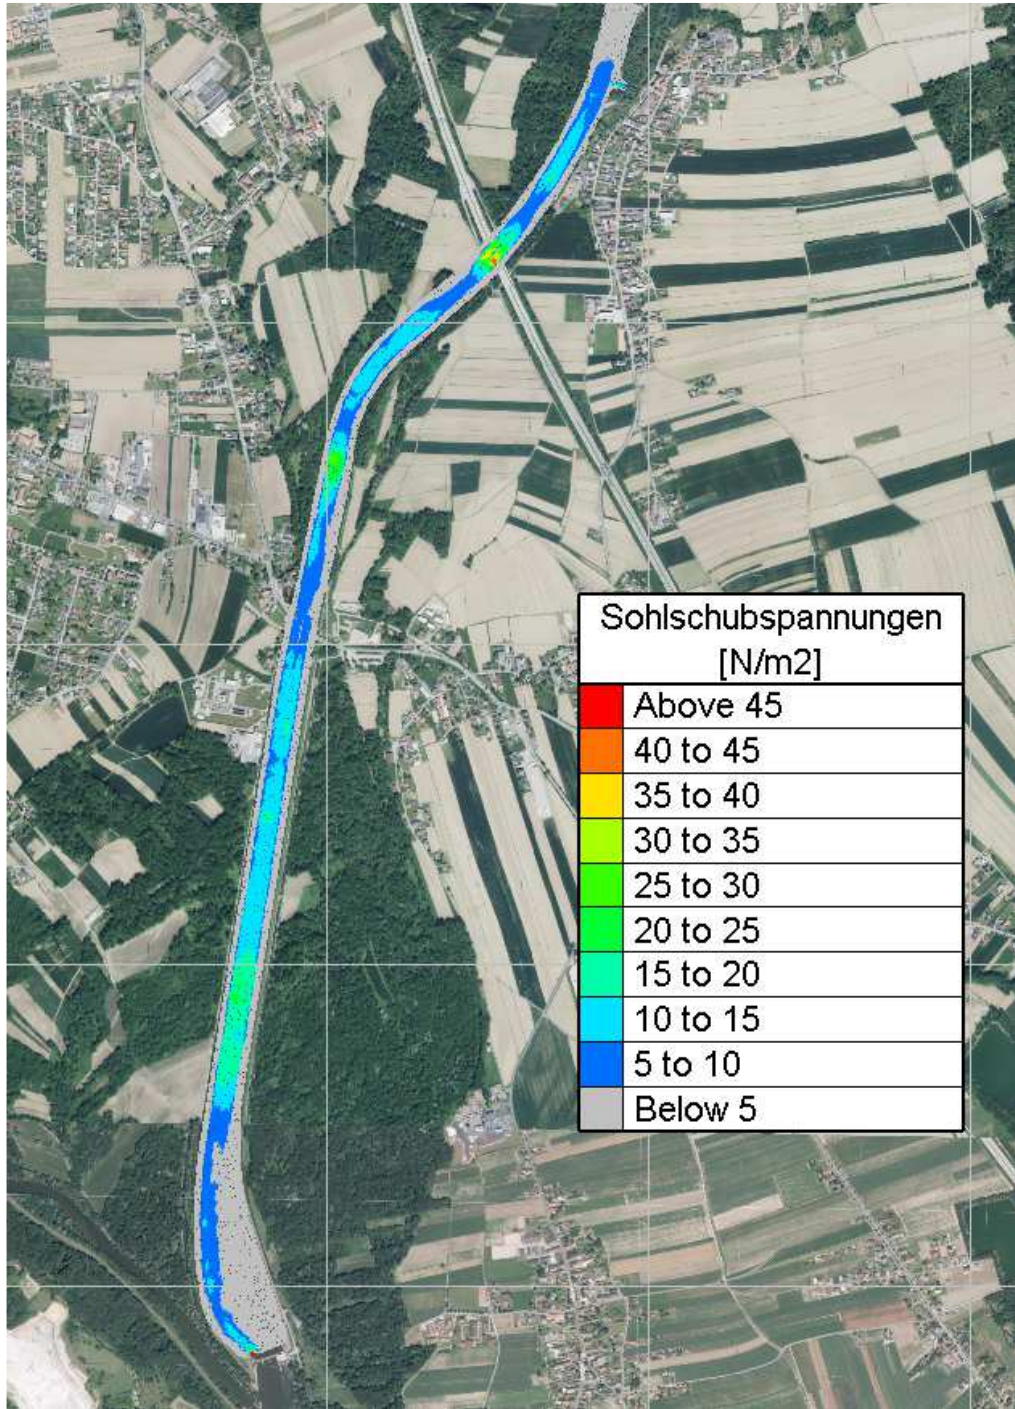 Sohlschubspannungen
[N/m2]
Above 45
40 to 45
35 to 40
30 to 35
25 to 30
20 to 25
15 to 20
10 to 15
5 to 10
Below 5